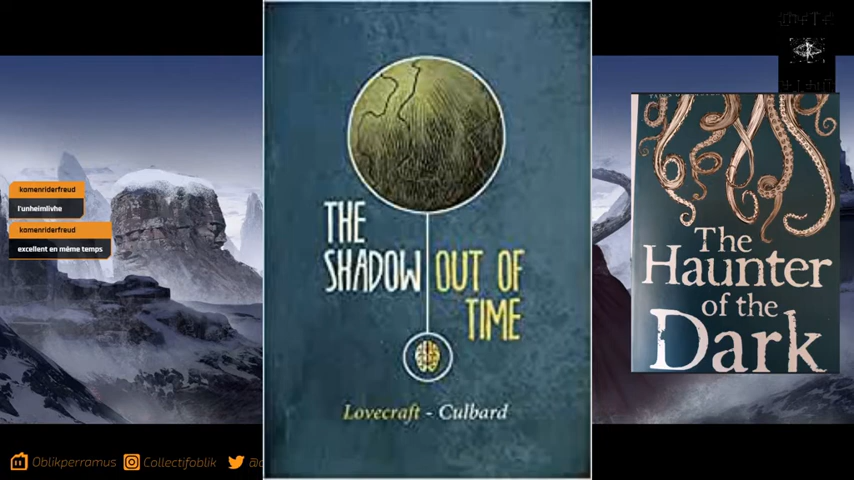 komenriderfreud
l'unheimlivhe
komenriderfreud
excellent en même temps
THE
SHADOW OUT OF
TIME
Lovecraft - Culbard
The
Haunter
of the
Dark
Oblikperramus
Collectifoblik